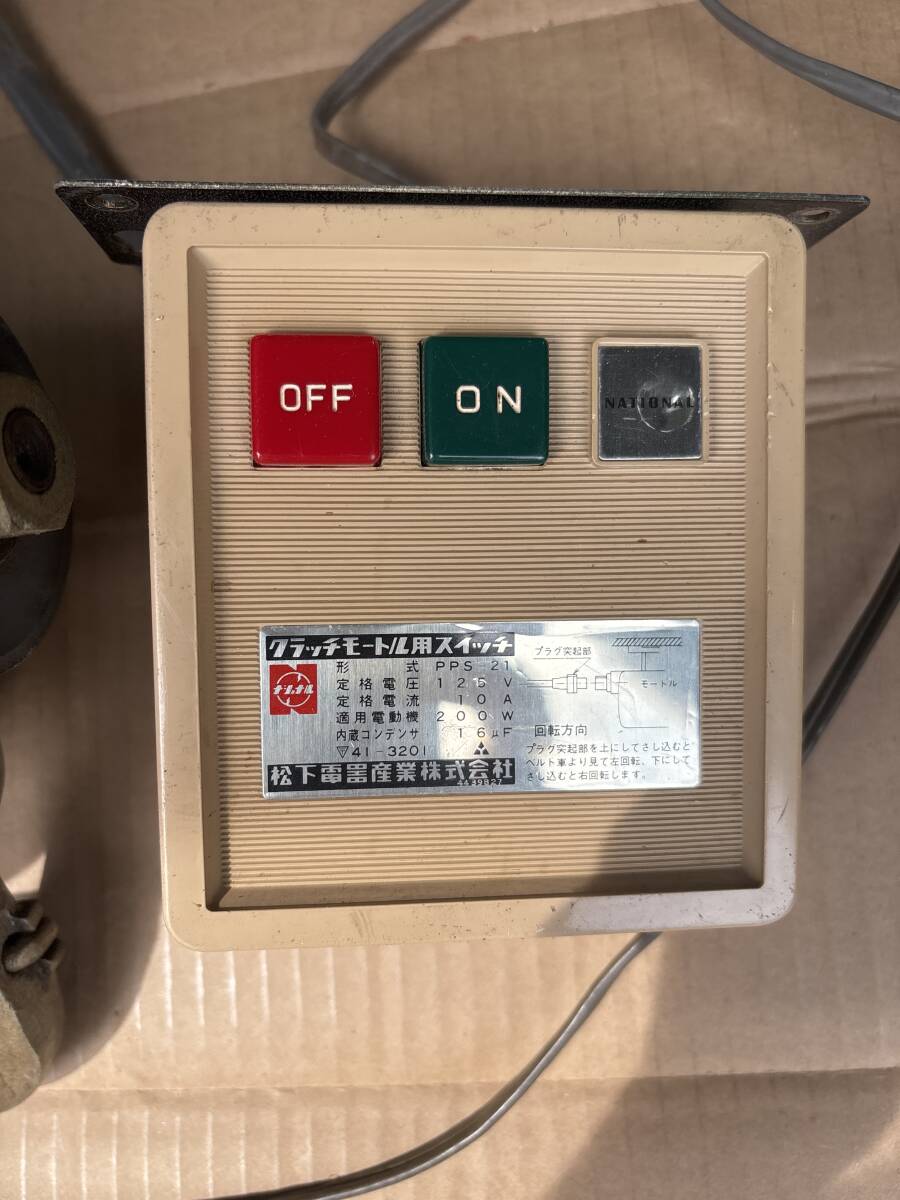 OFF
ON
NATIONAL
クラッチモートル用スイッチ
ナショナル
形式 PPS-21
定格電圧 125V
定格電流 10A
適用電動機 200W
内蔵コンデンサ 16μF
▽41-3201
松下電器産業株式会社
4439827
プラグ突起部
モートル
回転方向
プラグ突起部を上にしてさし込むと
ベルト車より見て左回転、下にして
さし込むと右回転します。